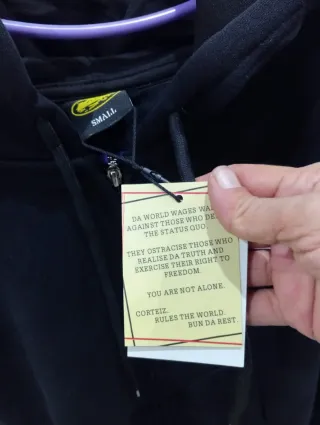 SMALL
DA WORLD WAGES
AGAINST THOSE WHO
THE STATUS QUO.
THEY OSTRACISE THOSE WHO
REALISE DA TRUTH AND
EXERCISE THEIR RIGHT TO
FREEDOM.
YOU ARE NOT ALONE.
CORTEIZ.
RULES THE WORLD.
BUN DA REST.